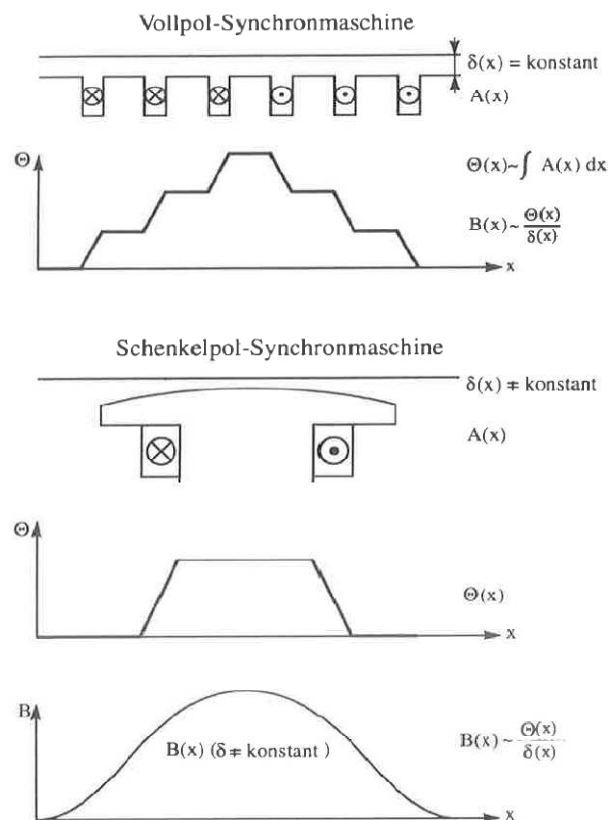 Vollpol-Synchronmaschine
δ(x) = konstant
A(x)
Θ
Θ(x)~∫ A(x) dx
B(x)~ Θ(x)
δ(x)
x
Schenkelpol-Synchronmaschine
δ(x) ≠ konstant
A(x)
Θ
Θ(x)
x
B
B(x) (δ ≠ konstant )
B(x)~ Θ(x)
δ(x)
x